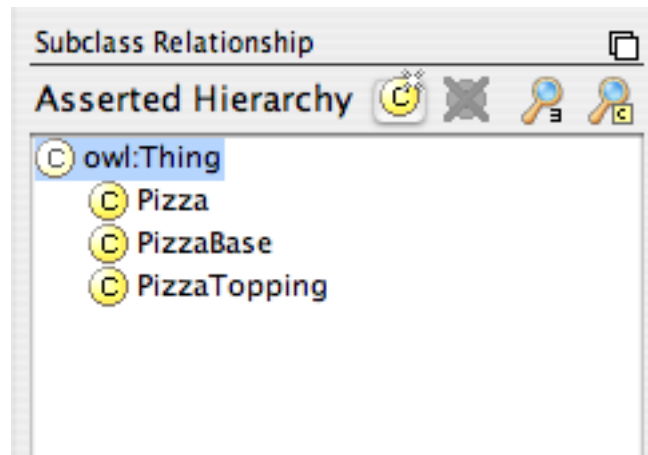 Subclass Relationship
Asserted Hierarchy
owl:Thing
Pizza
PizzaBase
PizzaTopping